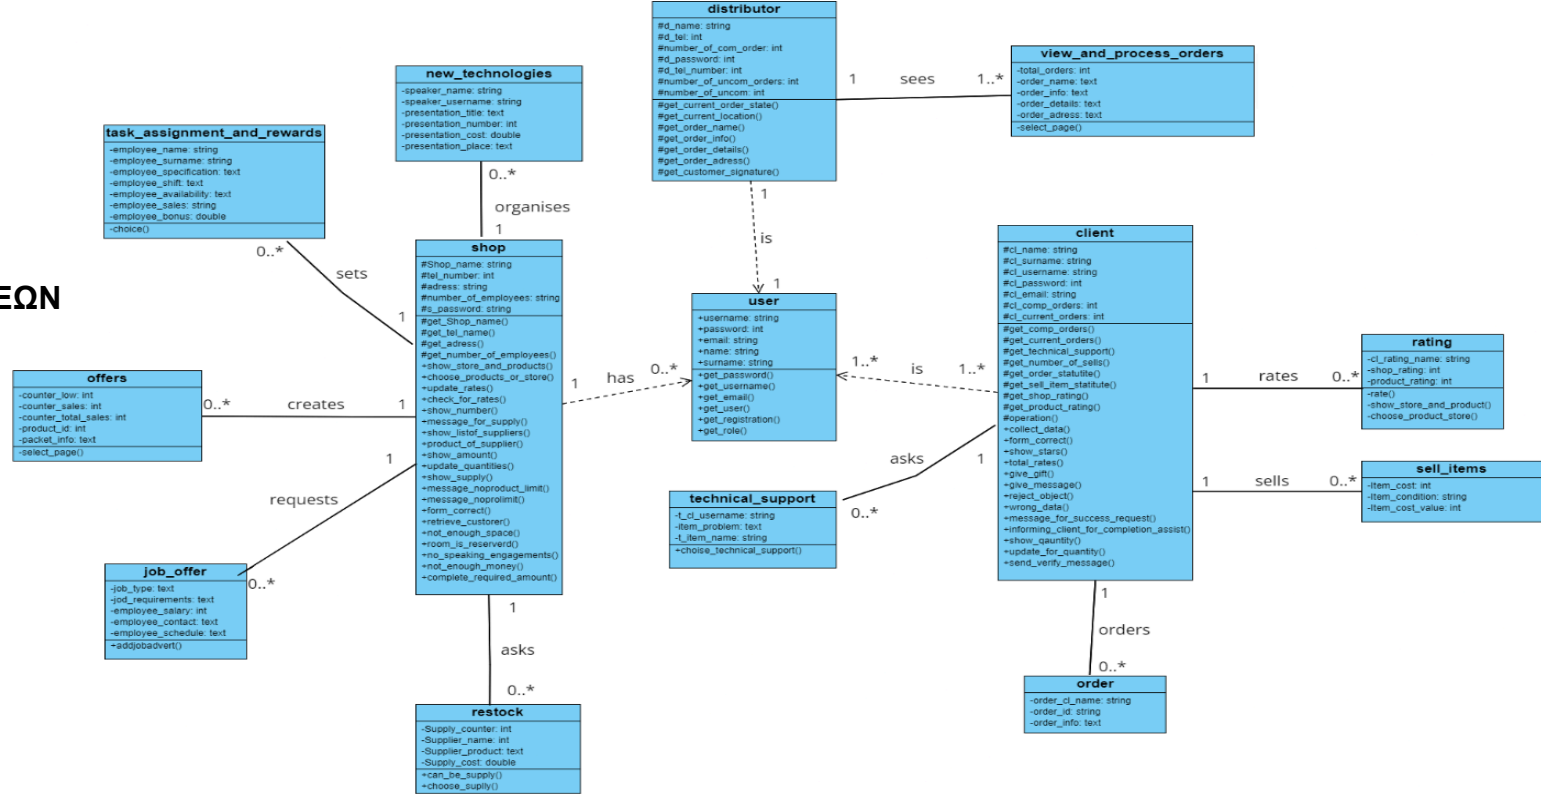 distributor
#d_name: string
#d_tel: int
#number_of_com_order: int
#d_password: int
#d_tel_number: int
#number_of_uncom_orders: int
#number_of_uncom: int
#get_current_order_state()
#get_current_location()
#get_order_name()
#get_order_info()
#get_order_details()
#get_order_adress()
#get_customer_signature()
1 sees 1..*
view_and_process_orders
-total_orders: int
-order_name: text
-order_info: text
-order_details: text
-order_adress: text
-select_page()
new_technologies
-speaker_name: string
-speaker_username: string
-presentation_title: text
-presentation_number: int
-presentation_cost: double
-presentation_place: text
0..*
organises
1
task_assignment_and_rewards
-employee_name: string
-employee_surname: string
-employee_specification: text
-employee_shift: text
-employee_availability: text
-employee_sales: string
-employee_bonus: double
-choice()
0..*
sets
1
ΕΩΝ
shop
#Shop_name: string
#tel_number: int
#adress: string
#number_of_employees: string
#s_password: string
#get_Shop_name()
#get_tel_name()
#get_adress()
#get_number_of_employees()
+show_store_and_products()
+choose_products_or_store()
+update_rates()
+check_for_rates()
+show_number()
+message_for_supply()
+show_listof_suppliers()
+product_of_supplier()
+show_amount()
+update_quantities()
+show_supply()
+message_noproduct_limit()
+message_noprolimit()
+form_correct()
+retrieve_custorer()
+not_enough_space()
+room_is_reserverd()
+no_speaking_engagements()
+not_enough_money()
+complete_required_amount()
1
is
1
user
+username: string
+password: int
+email: string
+name: string
+surname: string
+get_password()
+get_username()
+get_email()
+get_user()
+get_registration()
+get_role()
1 has 0..*
1..* is 1..*
client
#cl_name: string
#cl_surname: string
#cl_username: string
#cl_password: int
#cl_email: string
#cl_comp_orders: int
#cl_current_orders: int
#get_comp_orders()
#get_current_orders()
#get_technical_support()
#get_number_of_sells()
#get_order_statutite()
#get_sell_item_statitute()
#get_shop_rating()
#get_product_rating()
#operation()
+collect_data()
+form_correct()
+show_stars()
+total_rates()
+give_gift()
+give_message()
+reject_object()
+wrong_data()
+message_for_success_request()
+informing_client_for_completion_assist()
+show_qauntity()
+update_for_quantity()
+send_verify_message()
1 rates 0..*
rating
-cl_rating_name: string
-shop_rating: int
-product_rating: int
-rate()
-show_store_and_product()
-choose_product_store()
offers
-counter_low: int
-counter_sales: int
-counter_total_sales: int
-product_id: int
-packet_info: text
-select_page()
0..* creates 1
1
requests
0..*
job_offer
-job_type: text
-jod_requirements: text
-employee_salary: int
-employee_contact: text
-employee_schedule: text
+addjobadvert()
asks
1
0..*
technical_support
-t_cl_username: string
-item_problem: text
-t_item_name: string
+choise_technical_support()
1 sells 0..*
sell_items
-Item_cost: int
-Item_condition: string
-Item_cost_value: int
1
asks
0..*
restock
-Supply_counter: int
-Supplier_name: int
-Supplier_product: text
-Supply_cost: double
+can_be_supply()
+choose_suplly()
1
orders
0..*
order
-order_cl_name: string
-order_id: string
-order_info: text